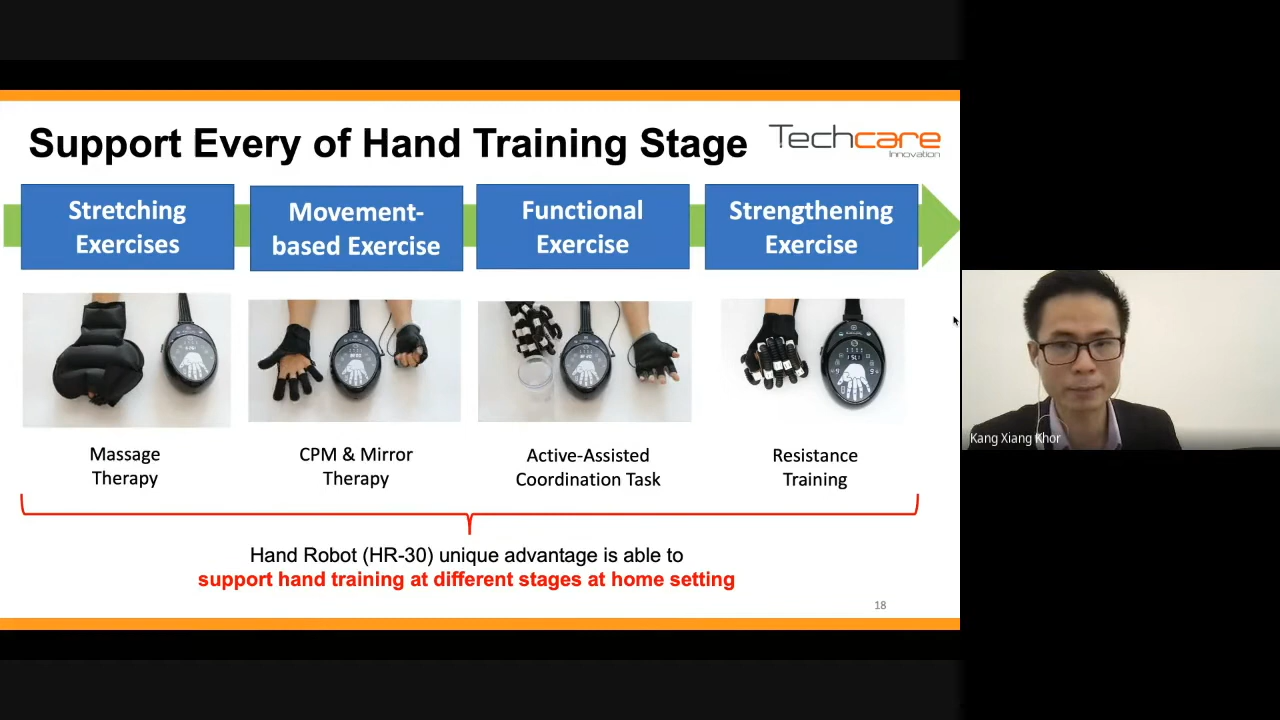 Support Every of Hand Training Stage
Techcare
Innovation
Stretching
Exercises
Movement-
based Exercise
Functional
Exercise
Strengthening
Exercise
Massage
Therapy
CPM & Mirror
Therapy
Active-Assisted
Coordination Task
Resistance
Training
Hand Robot (HR-30) unique advantage is able to
support hand training at different stages at home setting
18
Kang Xiang Khor